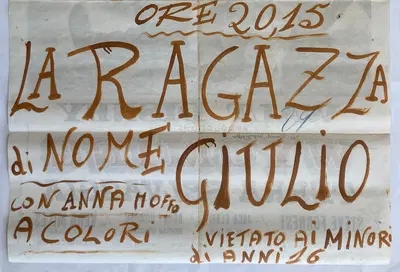 ORE 20,15
LA RAGAZZA
di NOME GIULIO
CON ANNA MOFFO
A COLORI
VIETATO AI MINORI
di ANNI 16